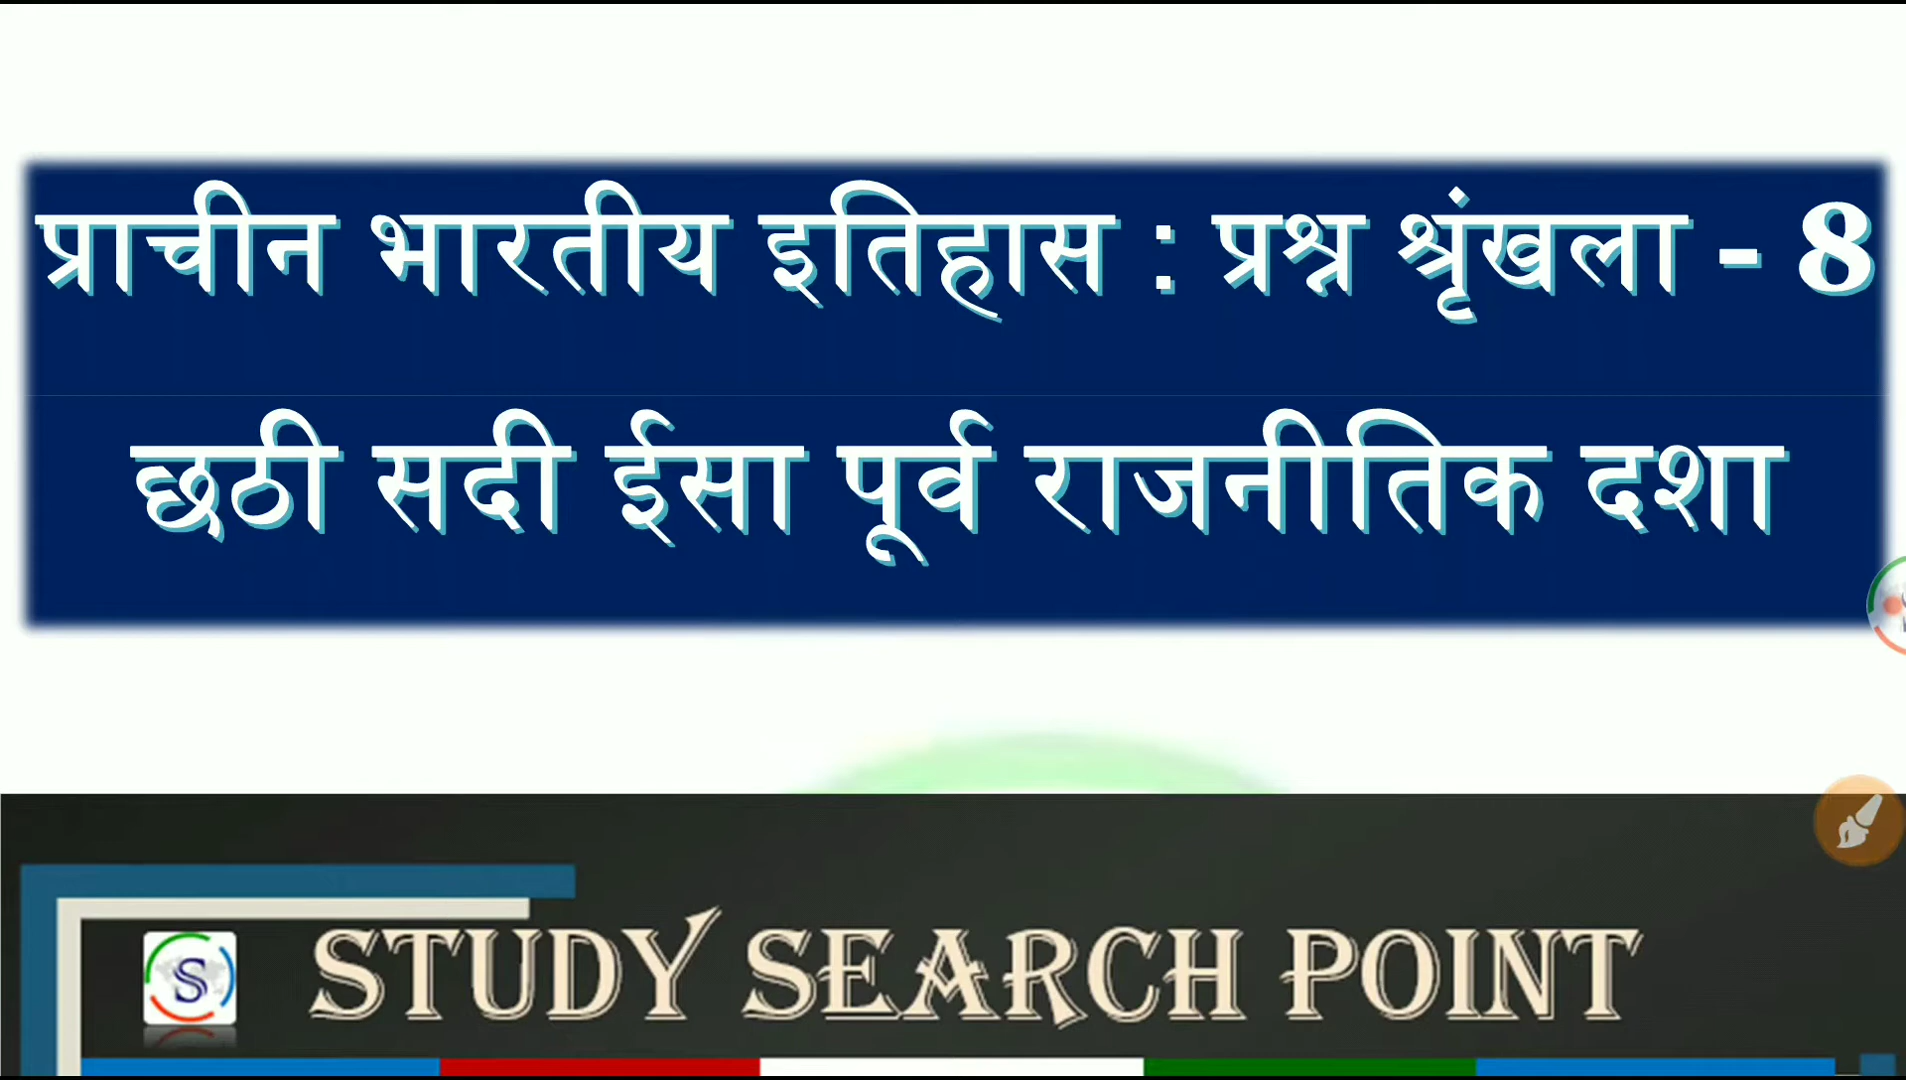 प्राचीन भारतीय इतिहास : प्रश्न श्रृंखला - 8
छठी सदी ईसा पूर्व राजनीतिक दशा
S STUDY SEARCH POINT